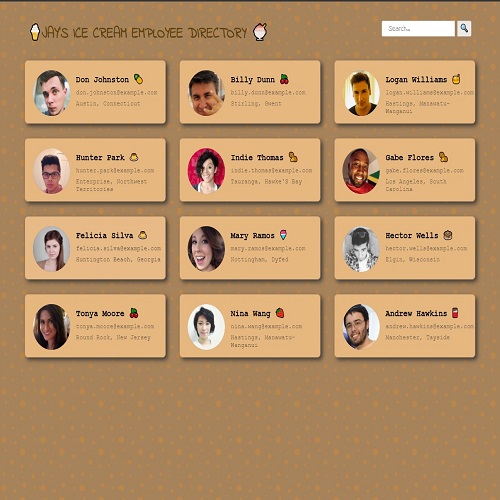 JAYS ICE CREAM EMPLOYEE DIRECTORY
Search...
Don Johnston
don.johnston@example.com
Austin, Connecticut
Billy Dunn
billy.dunn@example.com
Stirling, Gwent
Logan Williams
logan.williams@example.com
Hastings, Manawatu-
Wanganui
Hunter Park
hunter.park@example.com
Enterprise, Northwest
Territories
Indie Thomas
indie.thomas@example.com
Tauranga, Hawke'S Bay
Gabe Flores
gabe.flores@example.com
Los Angeles, South
Carolina
Felicia Silva
felicia.silva@example.com
Huntington Beach, Georgia
Mary Ramos
mary.ramos@example.com
Nottingham, Dyfed
Hector Wells
hector.wells@example.com
Elgin, Wisconsin
Tonya Moore
tonya.moore@example.com
Round Rock, New Jersey
Nina Wang
nina.wang@example.com
Hastings, Manawatu-
Wanganui
Andrew Hawkins
andrew.hawkins@example.com
Manchester, Tayside